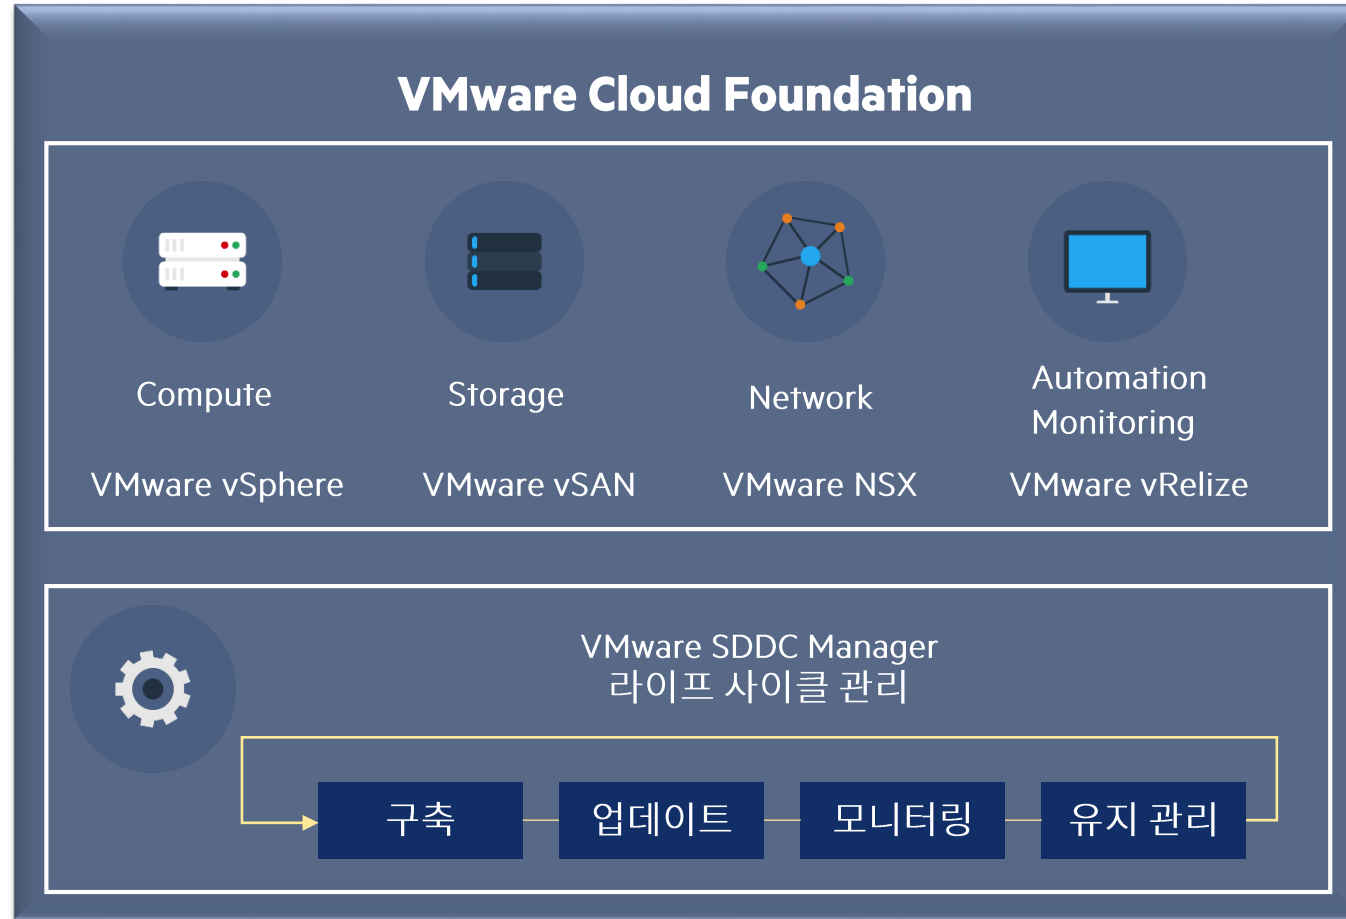 VMware Cloud Foundation
Compute
Storage
Network
Automation
Monitoring
VMware vSphere
VMware vSAN
VMware NSX
VMware vRelize
VMware SDDC Manager
라이프 사이클 관리
구축
업데이트
모니터링
유지 관리